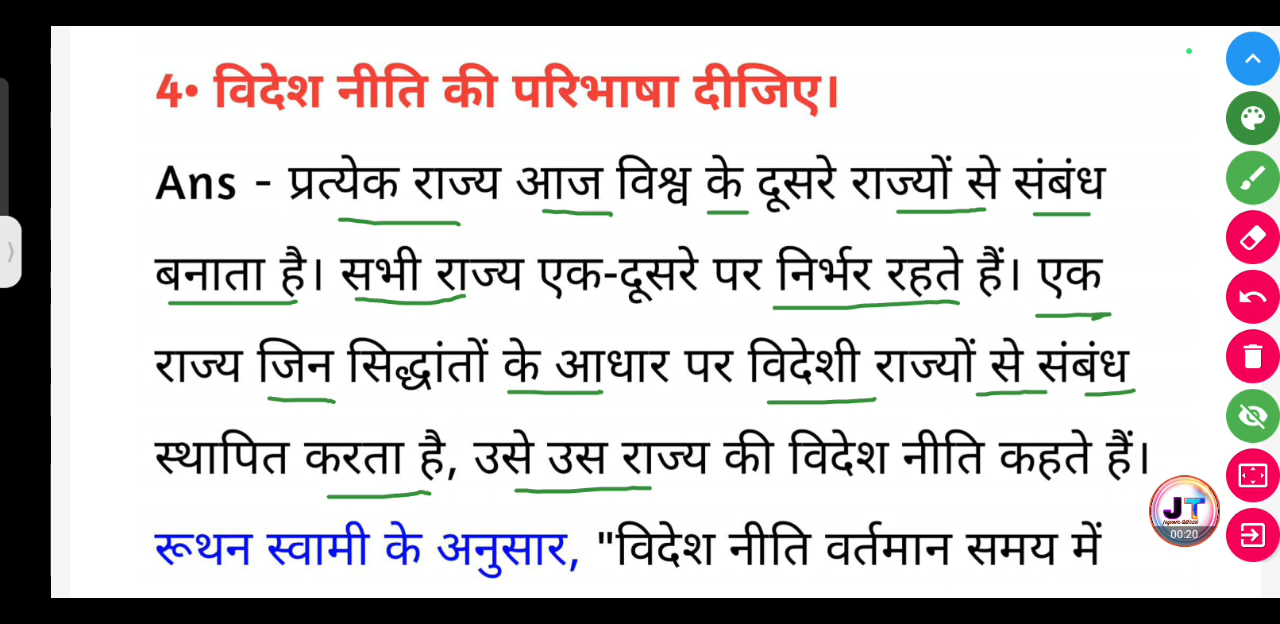 4• विदेश नीति की परिभाषा दीजिए।
Ans - प्रत्येक राज्य आज विश्व के दूसरे राज्यों से संबंध
बनाता है। सभी राज्य एक-दूसरे पर निर्भर रहते हैं। एक
राज्य जिन सिद्धांतों के आधार पर विदेशी राज्यों से संबंध
स्थापित करता है, उसे उस राज्य की विदेश नीति कहते हैं।
JT
00:20
रूथन स्वामी के अनुसार, "विदेश नीति वर्तमान समय में